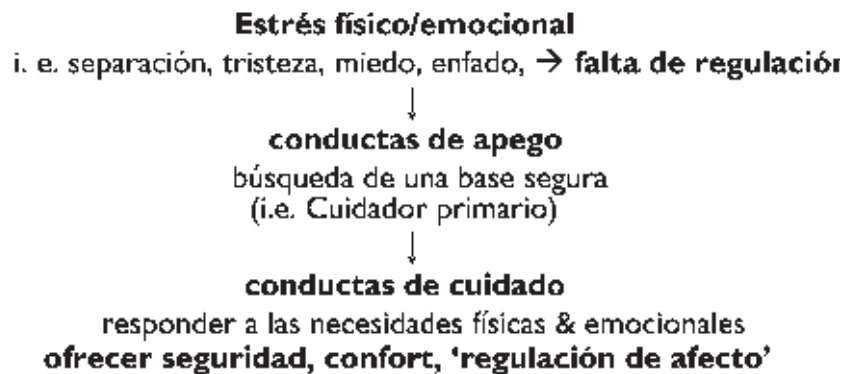 Estrés físico/emocional
i. e. separación, tristeza, miedo, enfado, → falta de regulación
↓
conductas de apego
búsqueda de una base segura
(i.e. Cuidador primario)
↓
conductas de cuidado
responder a las necesidades físicas & emocionales
ofrecer seguridad, confort, ‘regulación de afecto’